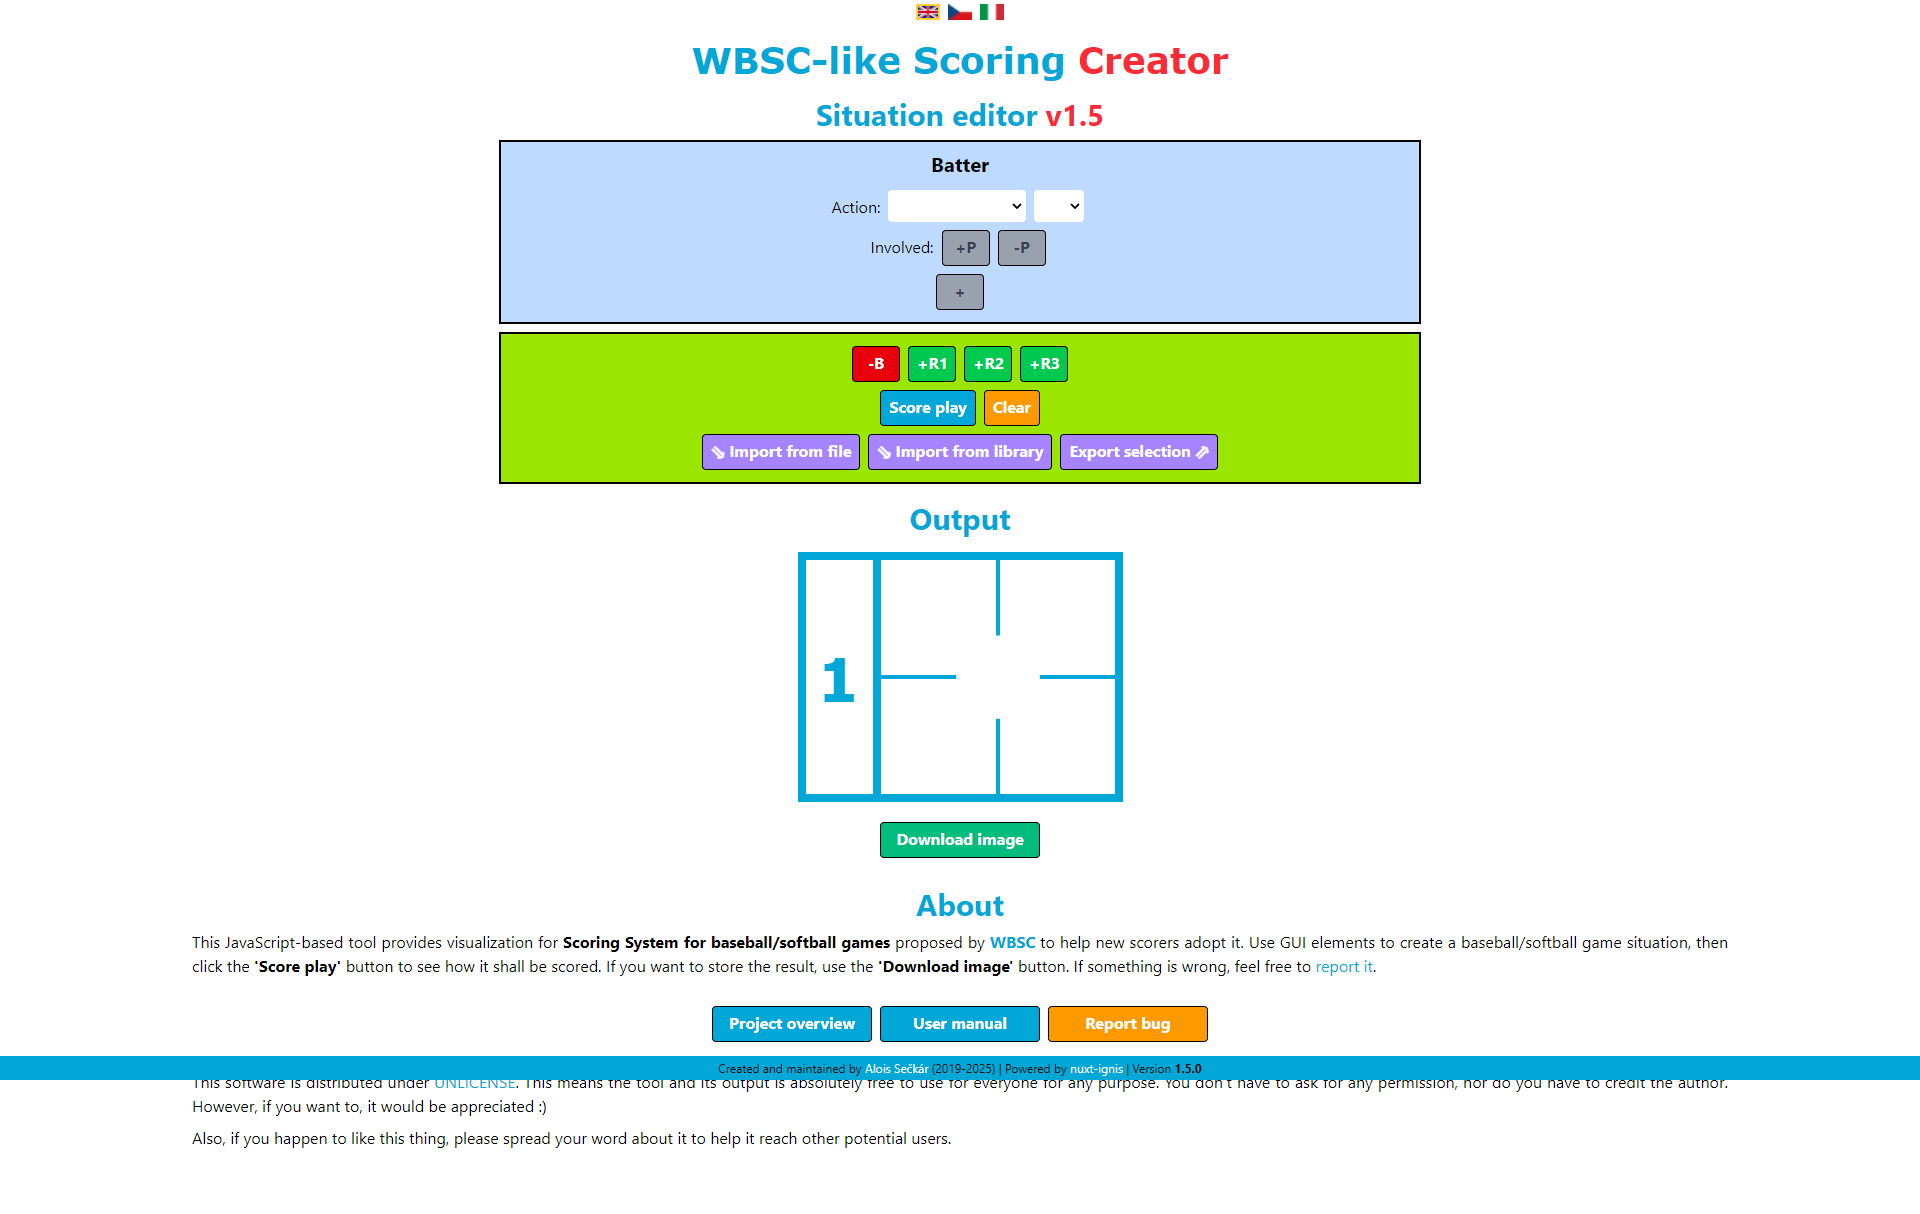 WBSC-like Scoring Creator
Situation editor v1.5
Batter
Action:
Involved: +P -P
+
-B +R1 +R2 +R3
Score play Clear
⇘ Import from file ⇘ Import from library Export selection ⇗
Output
1
Download image
About
This JavaScript-based tool provides visualization for Scoring System for baseball/softball games proposed by WBSC to help new scorers adopt it. Use GUI elements to create a baseball/softball game situation, then
click the 'Score play' button to see how it shall be scored. If you want to store the result, use the 'Download image' button. If something is wrong, feel free to report it.
Project overview User manual Report bug
Created and maintained by Alois Sečkár (2019-2025) | Powered by nuxt-ignis | Version 1.5.0
This software is distributed under UNLICENSE. This means the tool and its output is absolutely free to use for everyone for any purpose. You don't have to ask for any permission, nor do you have to credit the author.
However, if you want to, it would be appreciated :)
Also, if you happen to like this thing, please spread your word about it to help it reach other potential users.